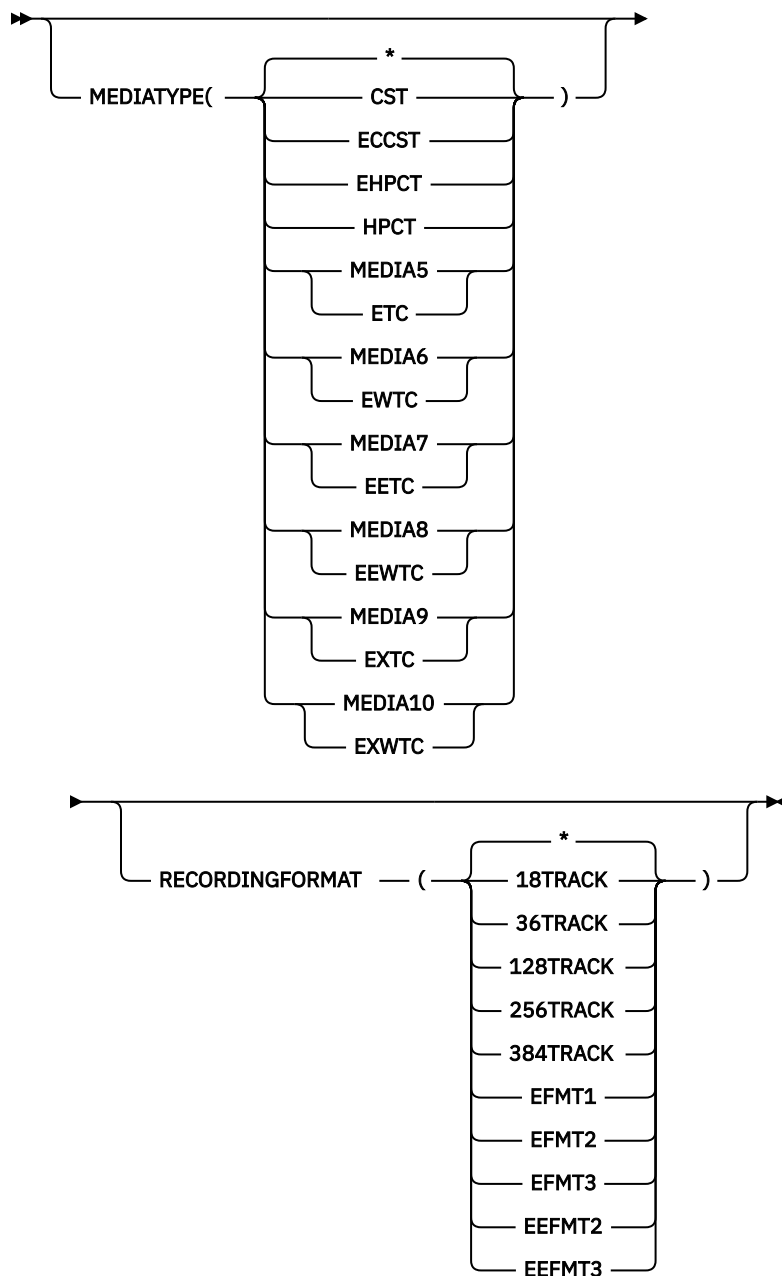 *
MEDIATYPE( CST )
ECCST
EHPCT
HPCT
MEDIA5
ETC
MEDIA6
EWTC
MEDIA7
EETC
MEDIA8
EEWTC
MEDIA9
EXTC
MEDIA10
EXWTC
*
RECORDINGFORMAT ( 18TRACK )
36TRACK
128TRACK
256TRACK
384TRACK
EFMT1
EFMT2
EFMT3
EEFMT2
EEFMT3